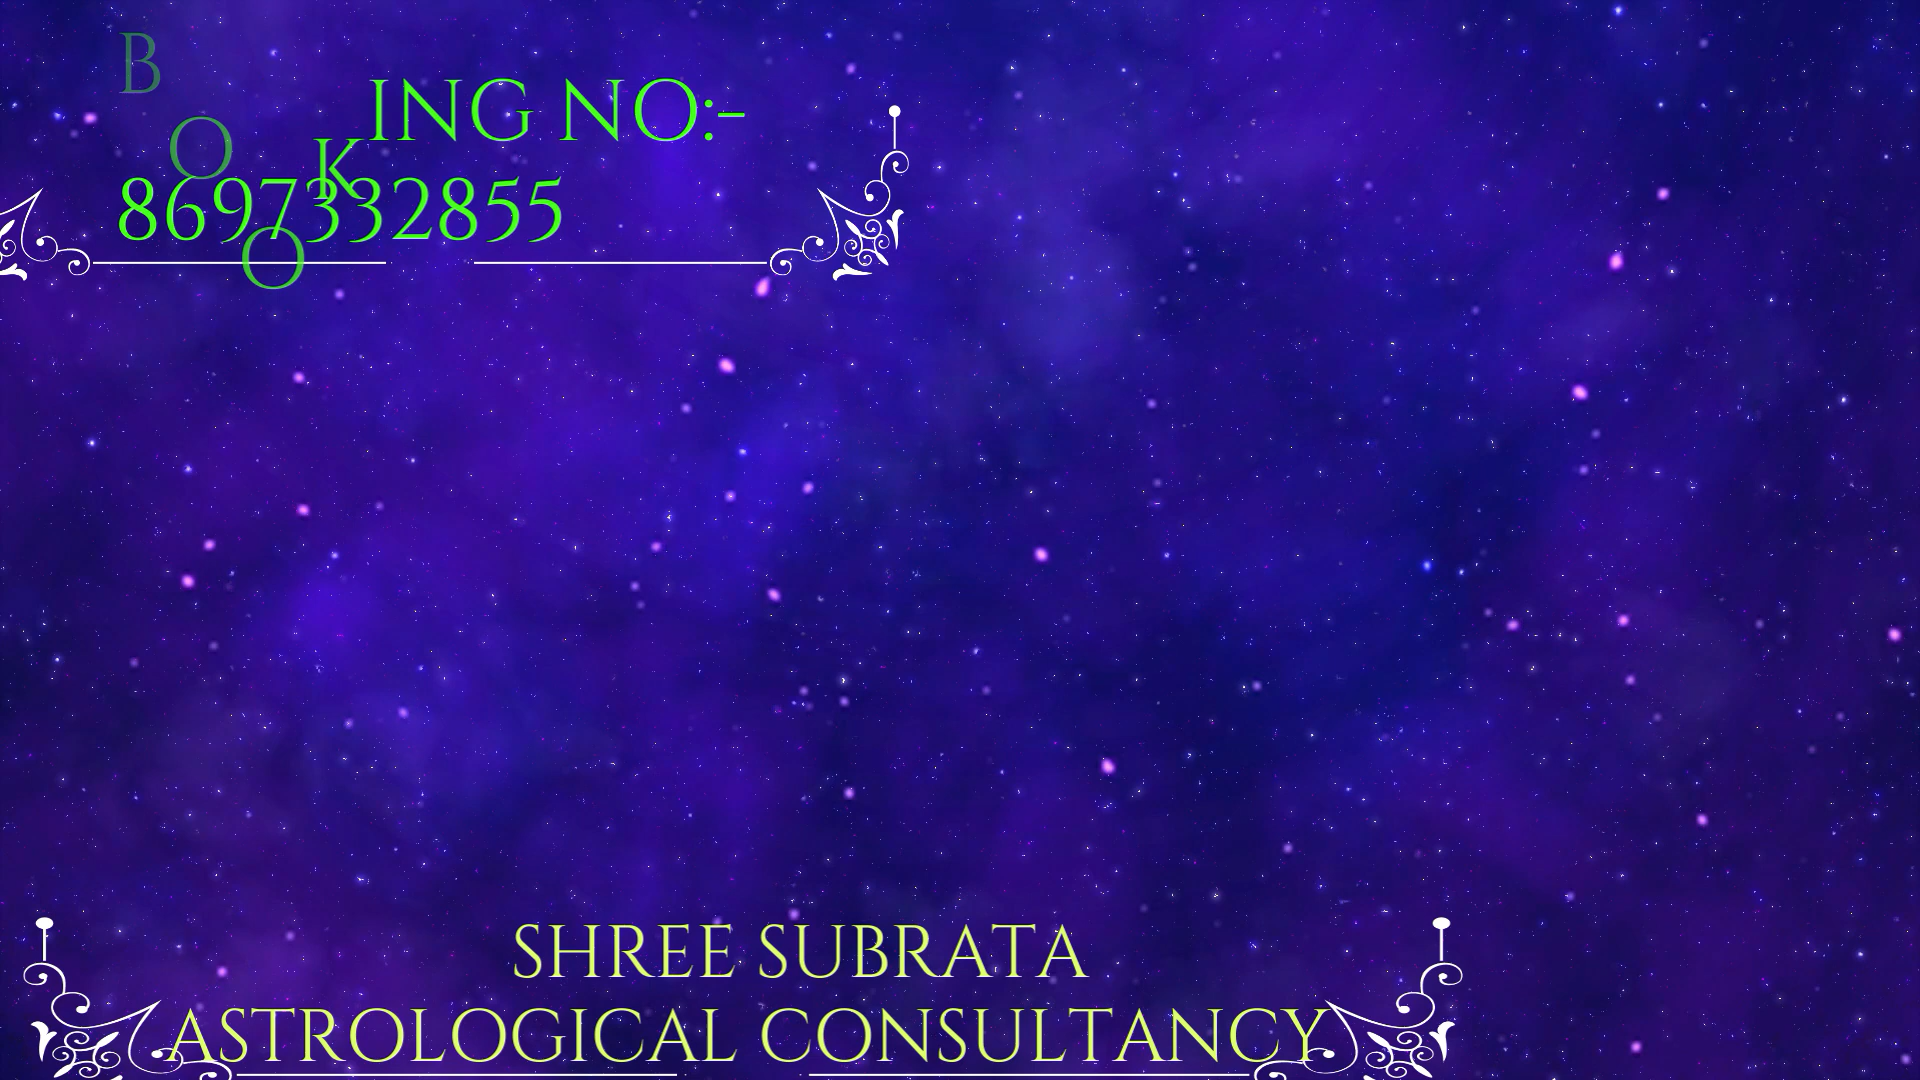 BOOKING NO:-
8697332855
SHREE SUBRATA
ASTROLOGICAL CONSULTANCY